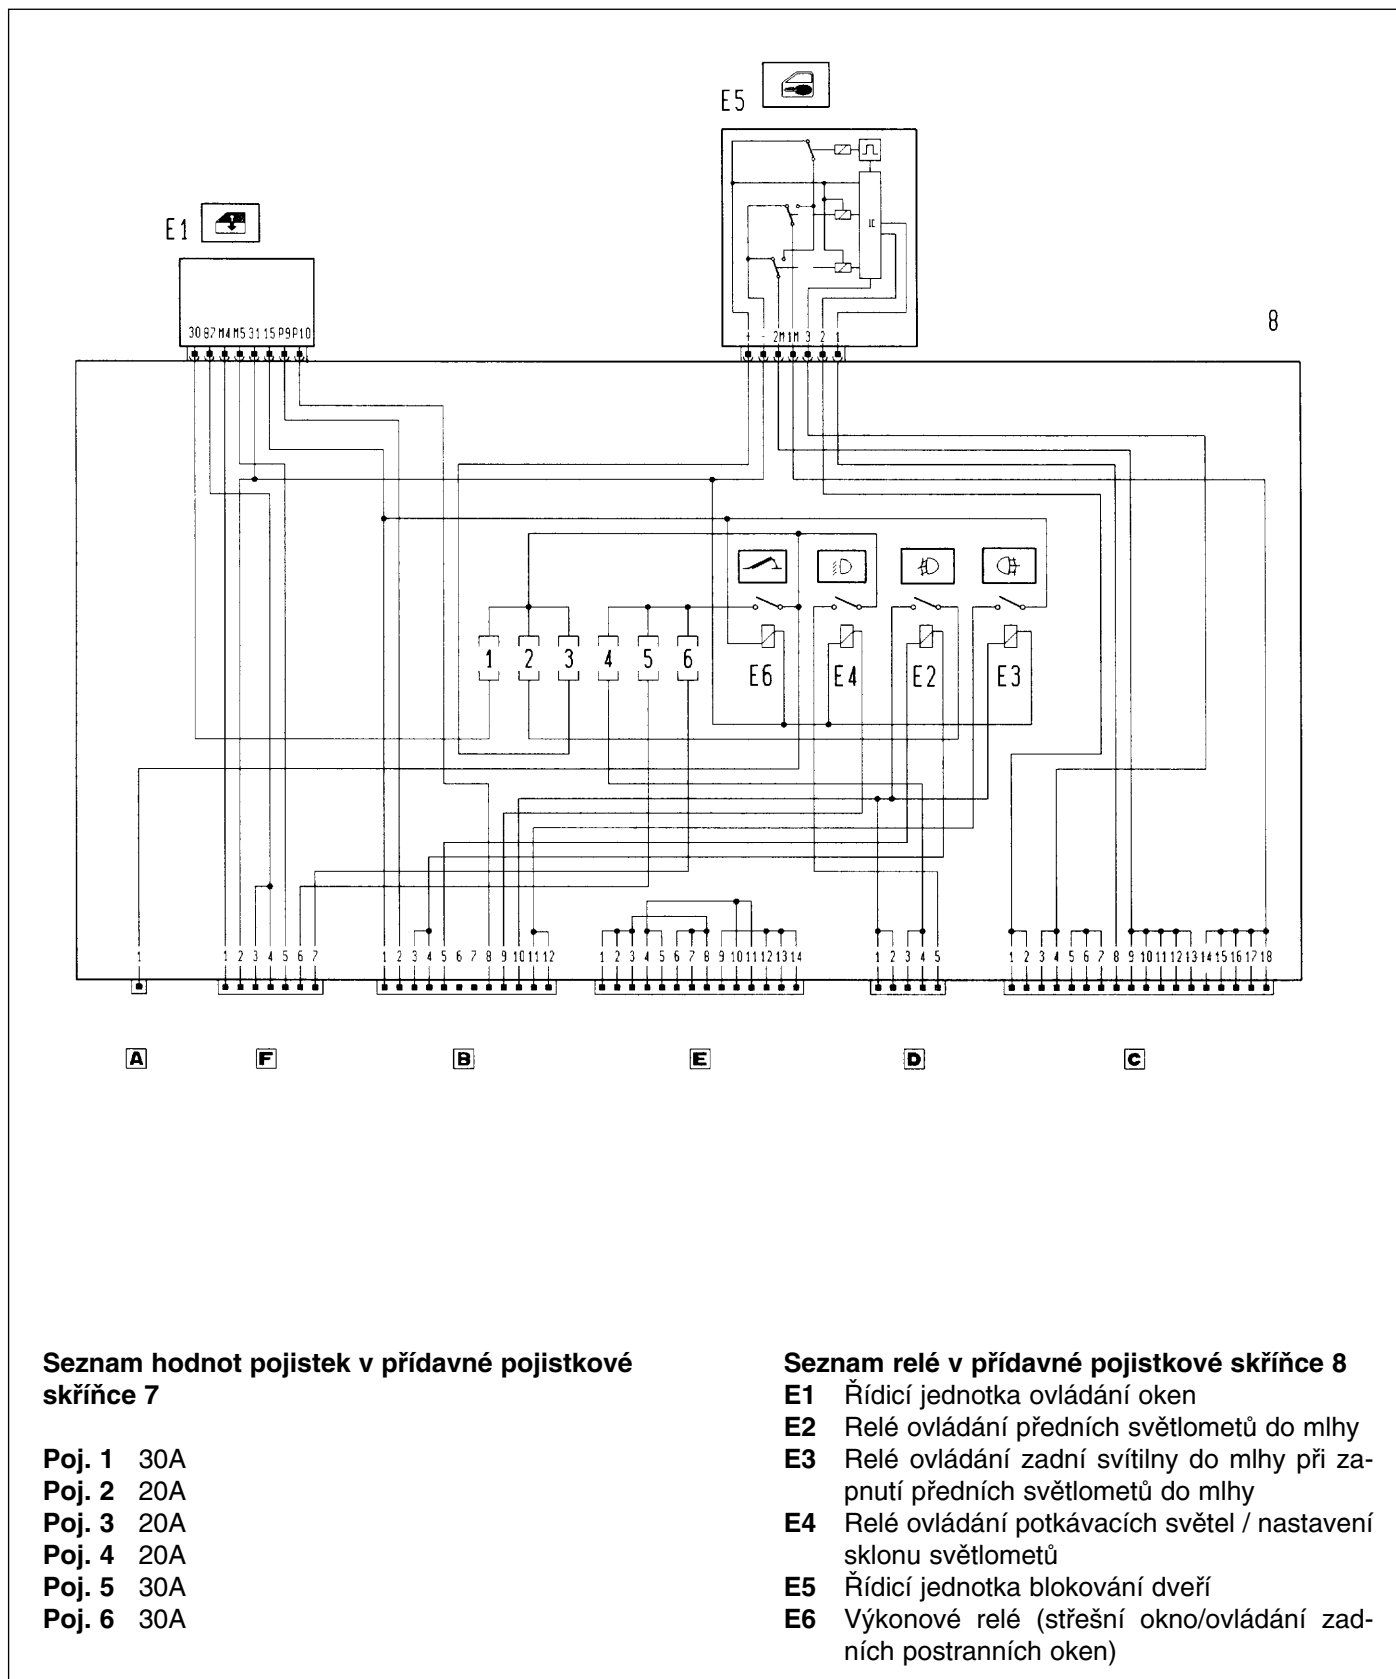 E5
E1
IC
8
30 87 M4 M5 31 15 P9 P10
+ - 2M 1M 3 2 1
1 2 3 4 5 6
E6 E4 E2 E3
1
1 2 3 4 5 6 7
1 2 3 4 5 6 7 8 9 10 11 12
1 2 3 4 5 6 7 8 9 10 11 12 13 14
1 2 3 4 5
1 2 3 4 5 6 7 8 9 10 11 12 13 14 15 16 17 18
A F B E D C
Seznam hodnot pojistek v přídavné pojistkové
skříňce 7
Poj. 1 30A
Poj. 2 20A
Poj. 3 20A
Poj. 4 20A
Poj. 5 30A
Poj. 6 30A
Seznam relé v přídavné pojistkové skříňce 8
E1 Řídicí jednotka ovládání oken
E2 Relé ovládání předních světlometů do mlhy
E3 Relé ovládání zadní svítilny do mlhy při za-
pnutí předních světlometů do mlhy
E4 Relé ovládání potkávacích světel / nastavení
sklonu světlometů
E5 Řídicí jednotka blokování dveří
E6 Výkonové relé (střešní okno/ovládání zad-
ních postranních oken)